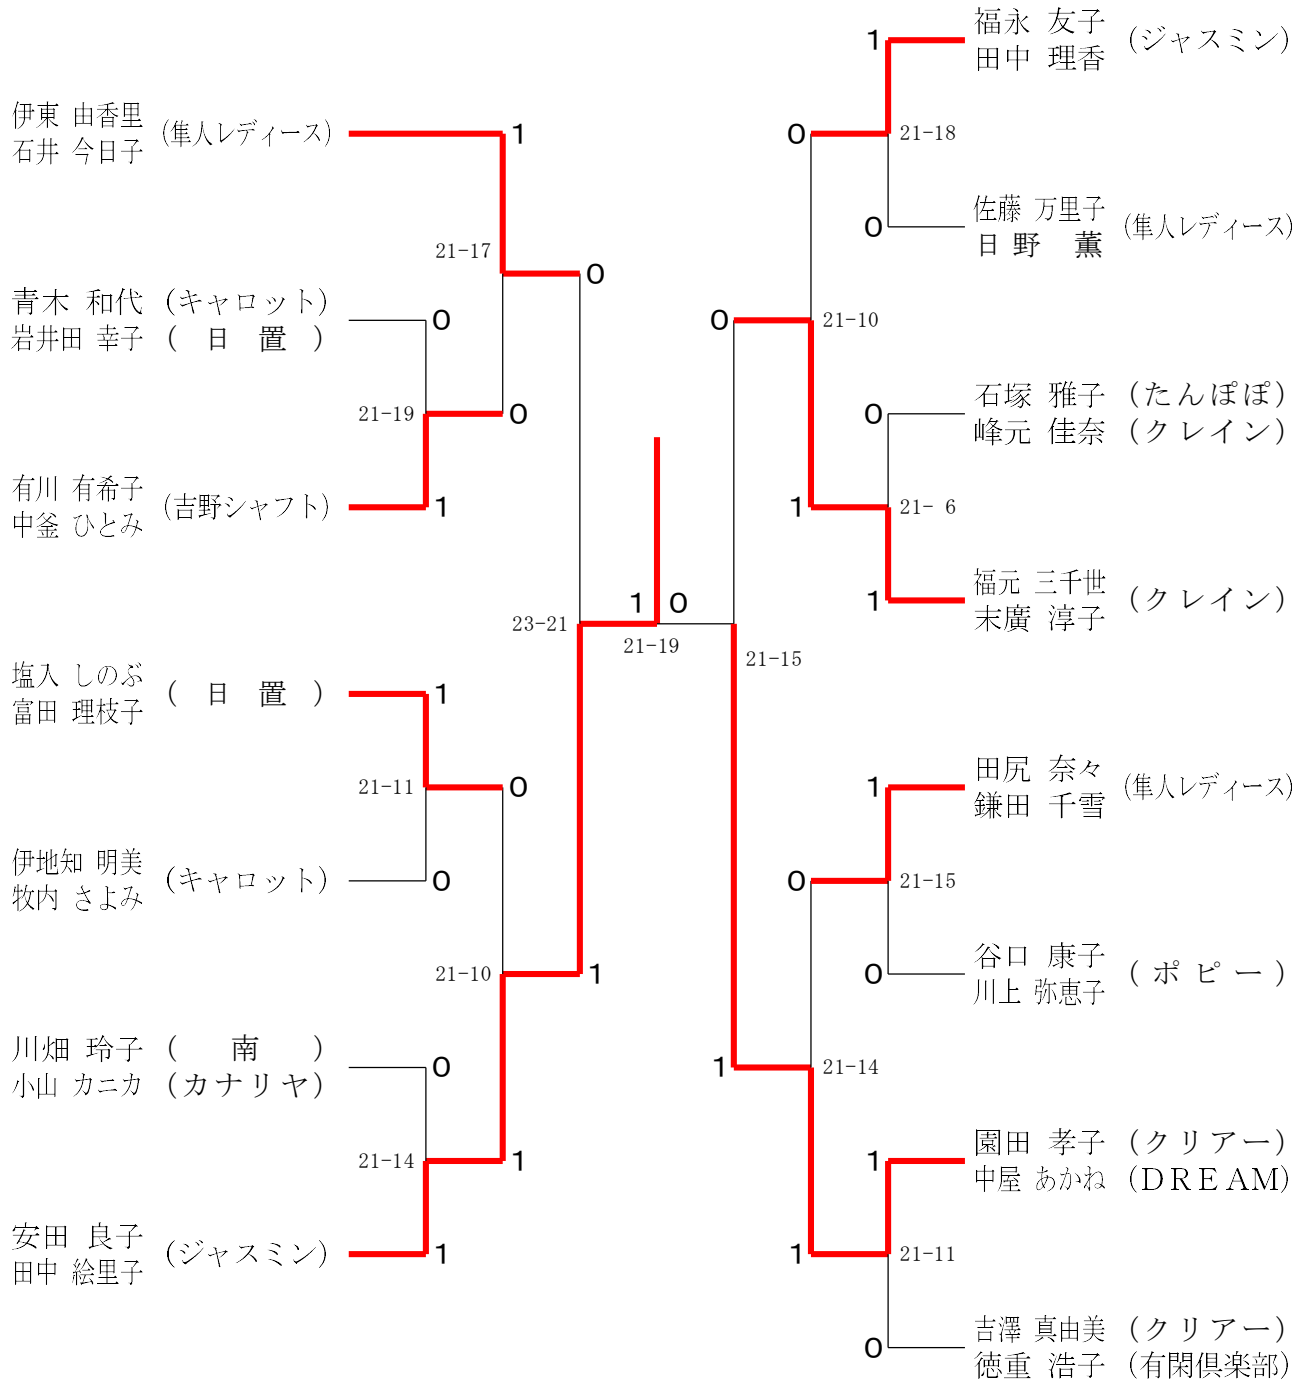 伊東 由香里
石井 今日子
(隼人レディース)
1
21-17
0
青木 和代 (キャロット)
岩井田 幸子 ( 日 置 )
0
21-19
0
有川 有希子
中釜 ひとみ
(吉野シャフト)
1
23-21
塩入 しのぶ
富田 理枝子
( 日 置 )
1
21-11
0
伊地知 明美
牧内 さよみ
(キャロット)
0
21-10
1
川畑 玲子 ( 南 )
小山 カニカ (カナリヤ)
0
21-14
1
安田 良子
田中 絵里子
(ジャスミン)
1
1 0
21-19
福永 友子
田中 理香
(ジャスミン)
1
0
21-18
佐藤 万里子
日 野 薫
(隼人レディース)
0
0
21-10
石塚 雅子 (たんぽぽ)
峰元 佳奈 (クレイン)
0
1
21- 6
福元 三千世
末廣 淳子
(クレイン)
1
21-15
田尻 奈々
鎌田 千雪
(隼人レディース)
1
0
21-15
谷口 康子
川上 弥恵子
( ポ ピ ー )
0
1
21-14
園田 孝子 (クリアー)
中屋 あかね (DREAM)
1
1
21-11
吉澤 真由美 (クリアー)
徳重 浩子 (有閑倶楽部)
0